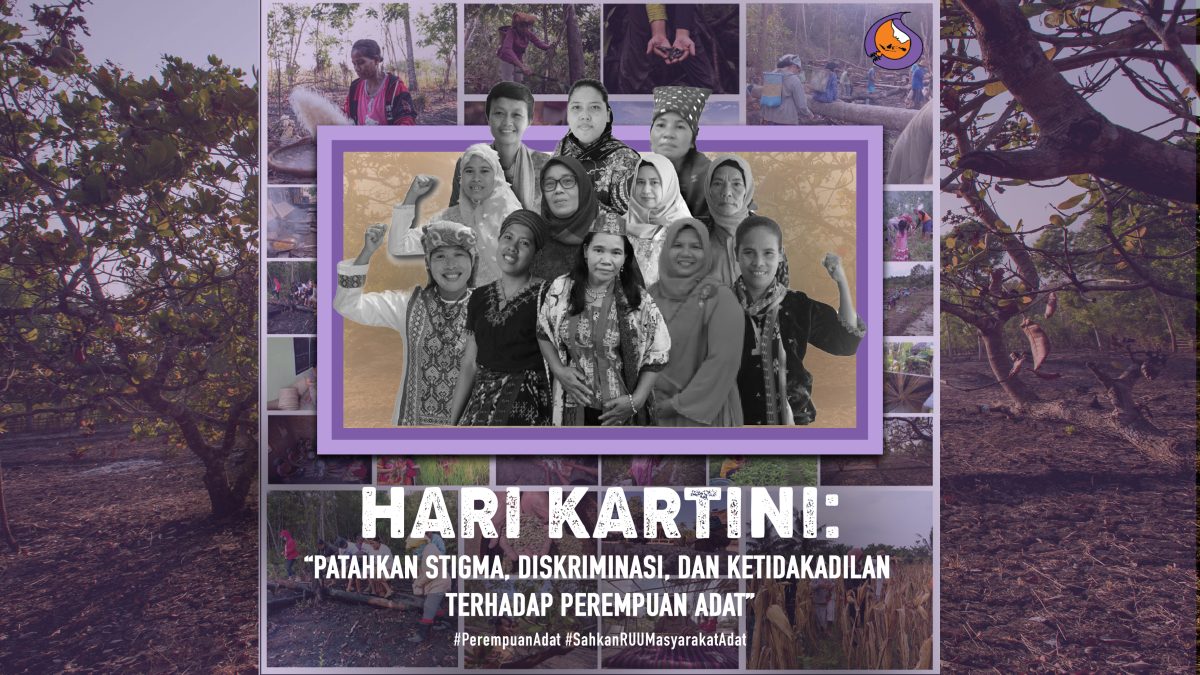 HARI KARTINI:
“PATAHKAN STIGMA, DISKRIMINASI, DAN KETIDAKADILAN
TERHADAP PEREMPUAN ADAT”
#PerempuanAdat #SahkanRUUMasyarakatAdat